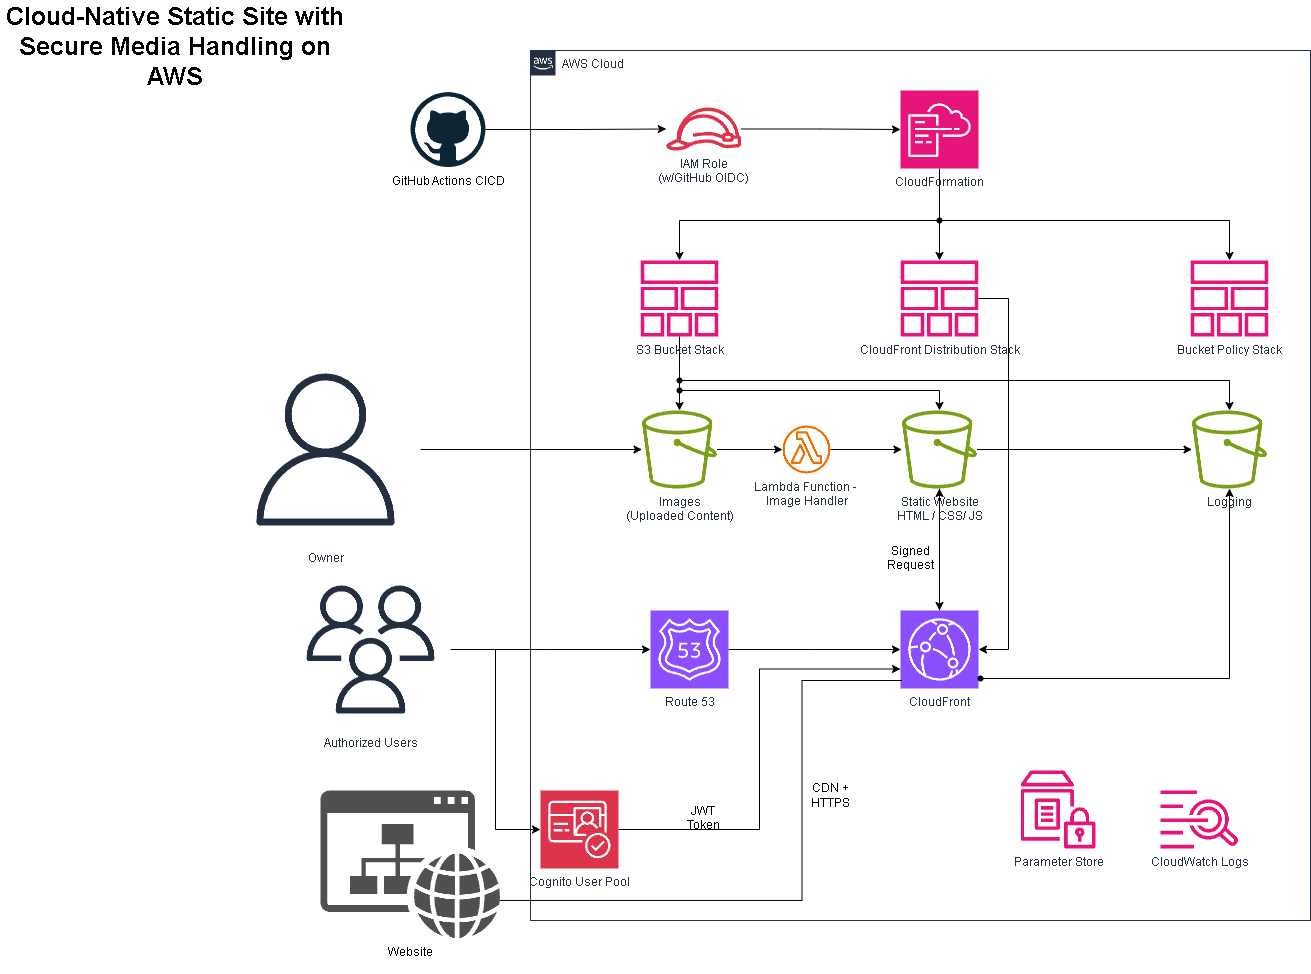 Cloud-Native Static Site with
Secure Media Handling on
AWS
aws
AWS Cloud
GitHub Actions CICD
IAM Role
(w/GitHub OIDC)
CloudFormation
S3 Bucket Stack
CloudFront Distribution Stack
Bucket Policy Stack
Images
(Uploaded Content)
Lambda Function -
Image Handler
Static Website
HTML / CSS/ JS
Logging
Owner
Signed
Request
53
Route 53
CloudFront
Authorized Users
CDN +
HTTPS
JWT
Token
Cognito User Pool
Parameter Store
CloudWatch Logs
Website